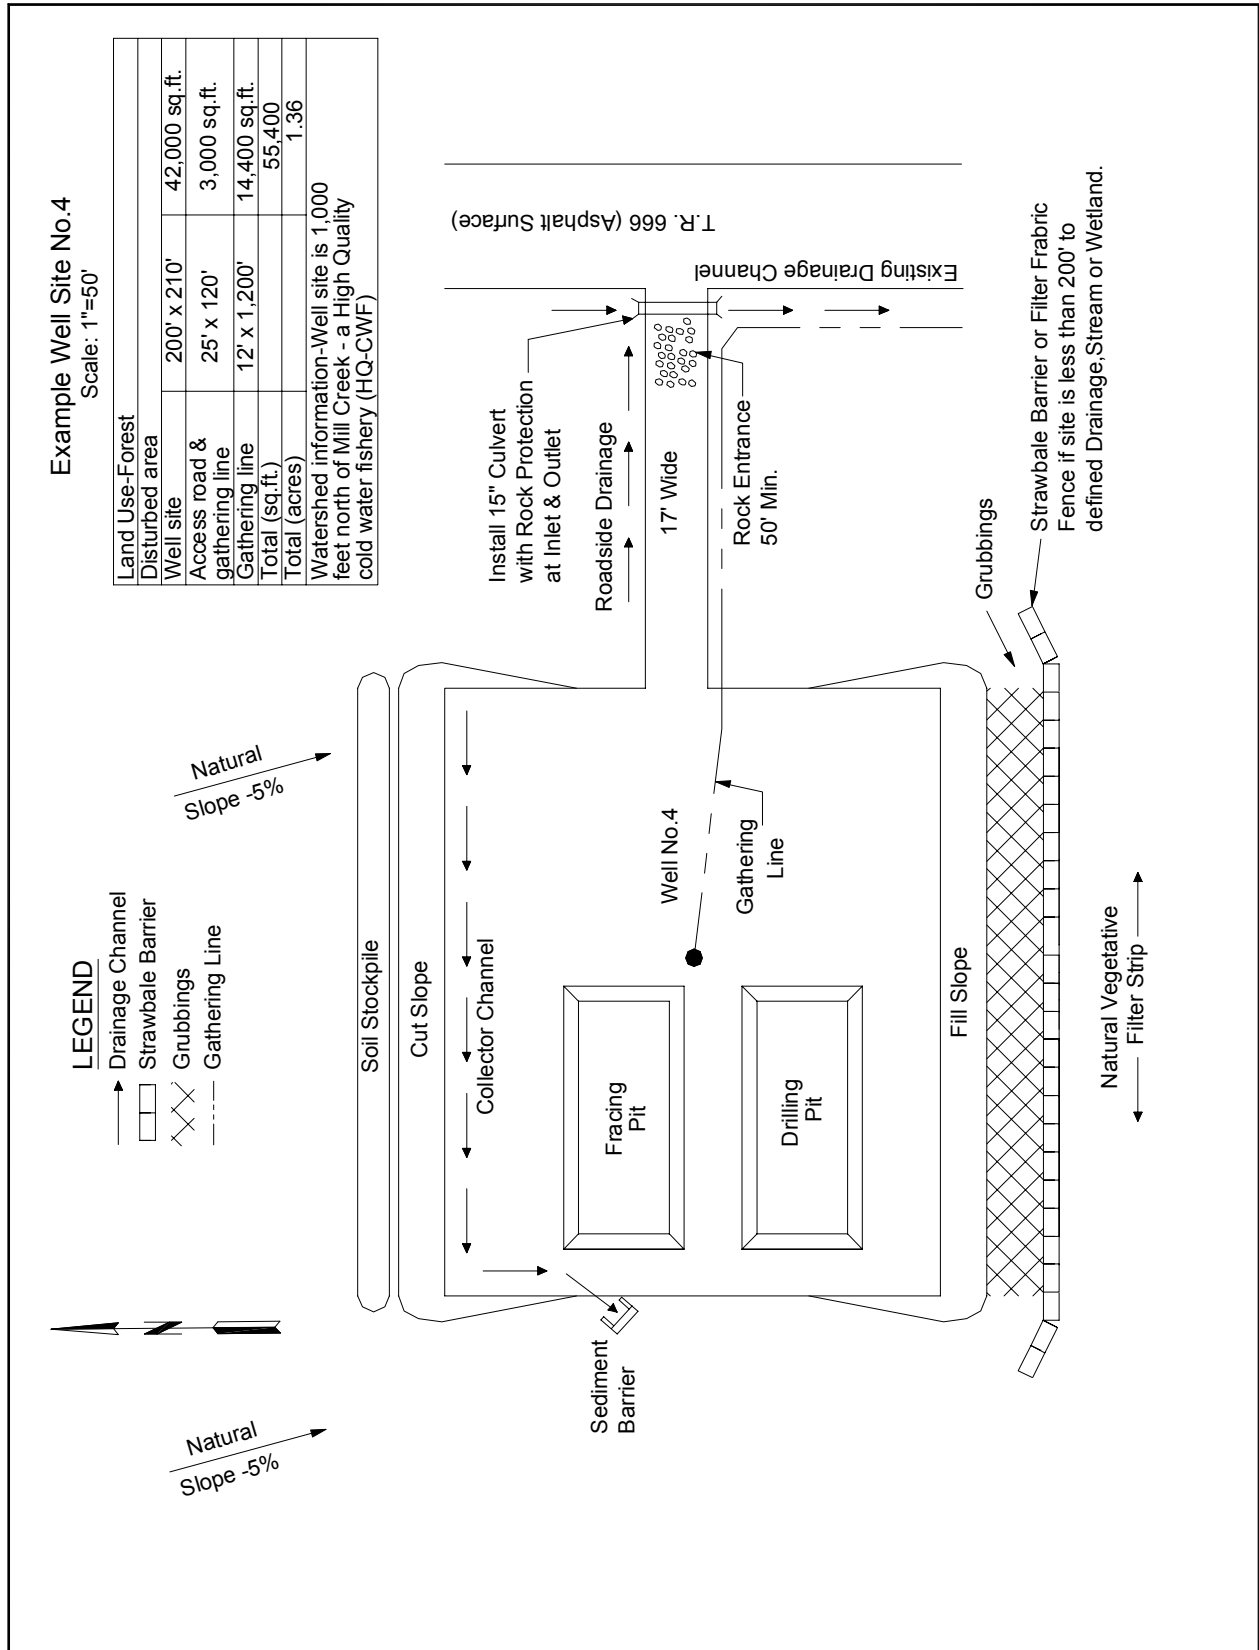 Example Well Site No.4
Scale: 1"=50'
Land Use-Forest
Disturbed area
Well site 200' x 210' 42,000 sq.ft.
Access road &
gathering line 25' x 120' 3,000 sq.ft.
Gathering line 12' x 1,200' 14,400 sq.ft.
Total (sq.ft.) 55,400
Total (acres) 1.36
Watershed information-Well site is 1,000
feet north of Mill Creek - a High Quality
cold water fishery (HQ-CWF)
LEGEND
Drainage Channel
Strawbale Barrier
Grubbings
Gathering Line
N
Natural
Slope -5%
Natural
Slope -5%
Soil Stockpile
Cut Slope
Collector Channel
Sediment
Barrier
Fracing
Pit
Drilling
Pit
Well No.4
Gathering
Line
Install 15" Culvert
with Rock Protection
at Inlet & Outlet
Roadside Drainage
17' Wide
Rock Entrance
50' Min.
T.R. 666 (Asphalt Surface)
Existing Drainage Channel
Fill Slope
Grubbings
Strawbale Barrier or Filter Frabric
Fence if site is less than 200' to
defined Drainage,Stream or Wetland.
Natural Vegetative
Filter Strip